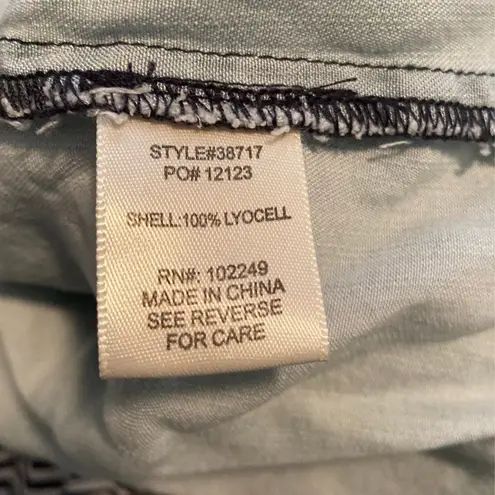 STYLE#38717
PO# 12123
SHELL:100% LYOCELL
RN#: 102249
MADE IN CHINA
SEE REVERSE
FOR CARE